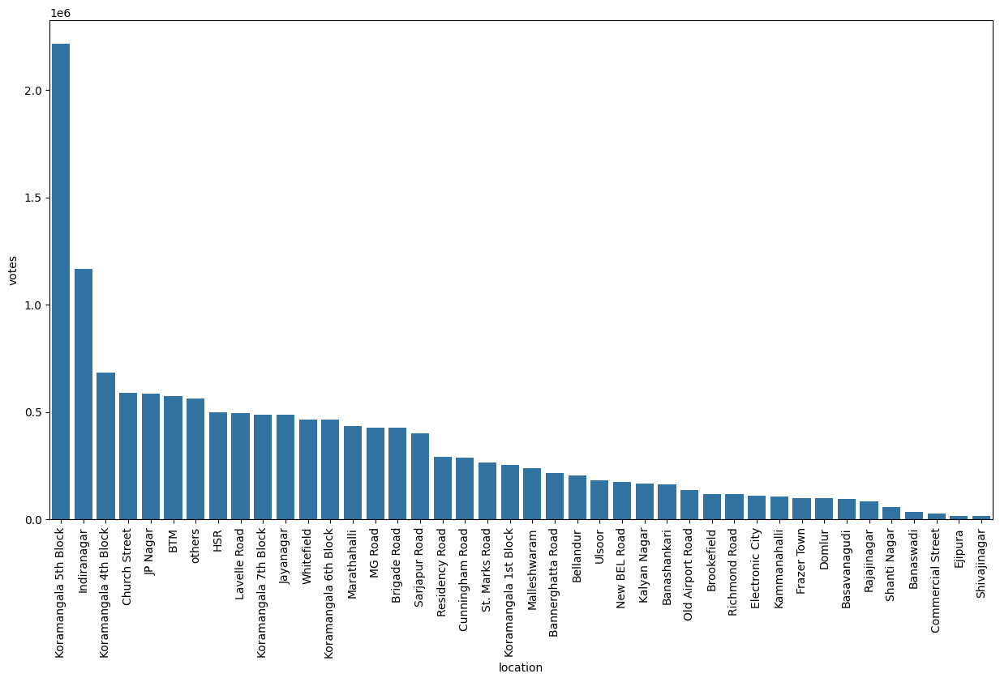 1e6
2.0
1.5
1.0
0.5
0.0
votes
Koramangala 5th Block
Indiranagar
Koramangala 4th Block
Church Street
JP Nagar
BTM
others
HSR
Lavelle Road
Koramangala 7th Block
Jayanagar
Whitefield
Koramangala 6th Block
Marathahalli
MG Road
Brigade Road
Sarjapur Road
Residency Road
Cunningham Road
St. Marks Road
Koramangala 1st Block
Malleshwaram
Bannerghatta Road
Bellandur
Ulsoor
New BEL Road
Kalyan Nagar
Banashankari
Old Airport Road
Brookefield
Richmond Road
Electronic City
Kammanahalli
Frazer Town
Domlur
Basavanagudi
Rajajinagar
Shanti Nagar
Banaswadi
Commercial Street
Ejipura
Shivajinagar
location